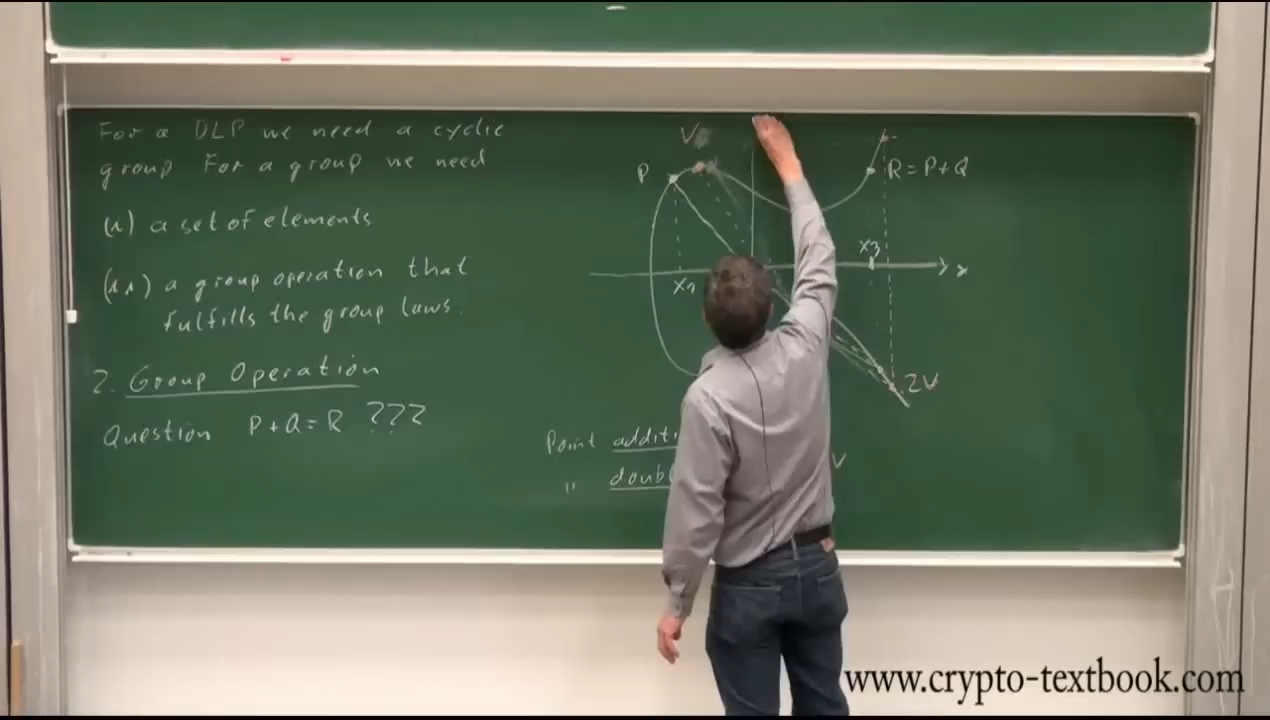 For a DLP we need a cyclic
group For a group we need
(i) a set of elements
(ii) a group operation that
fulfills the group laws.
2. Group Operation
Question P+Q=R ???
V
P
R=P+Q
x1
x3
x
2V
Point
"
V
www.crypto-textbook.com